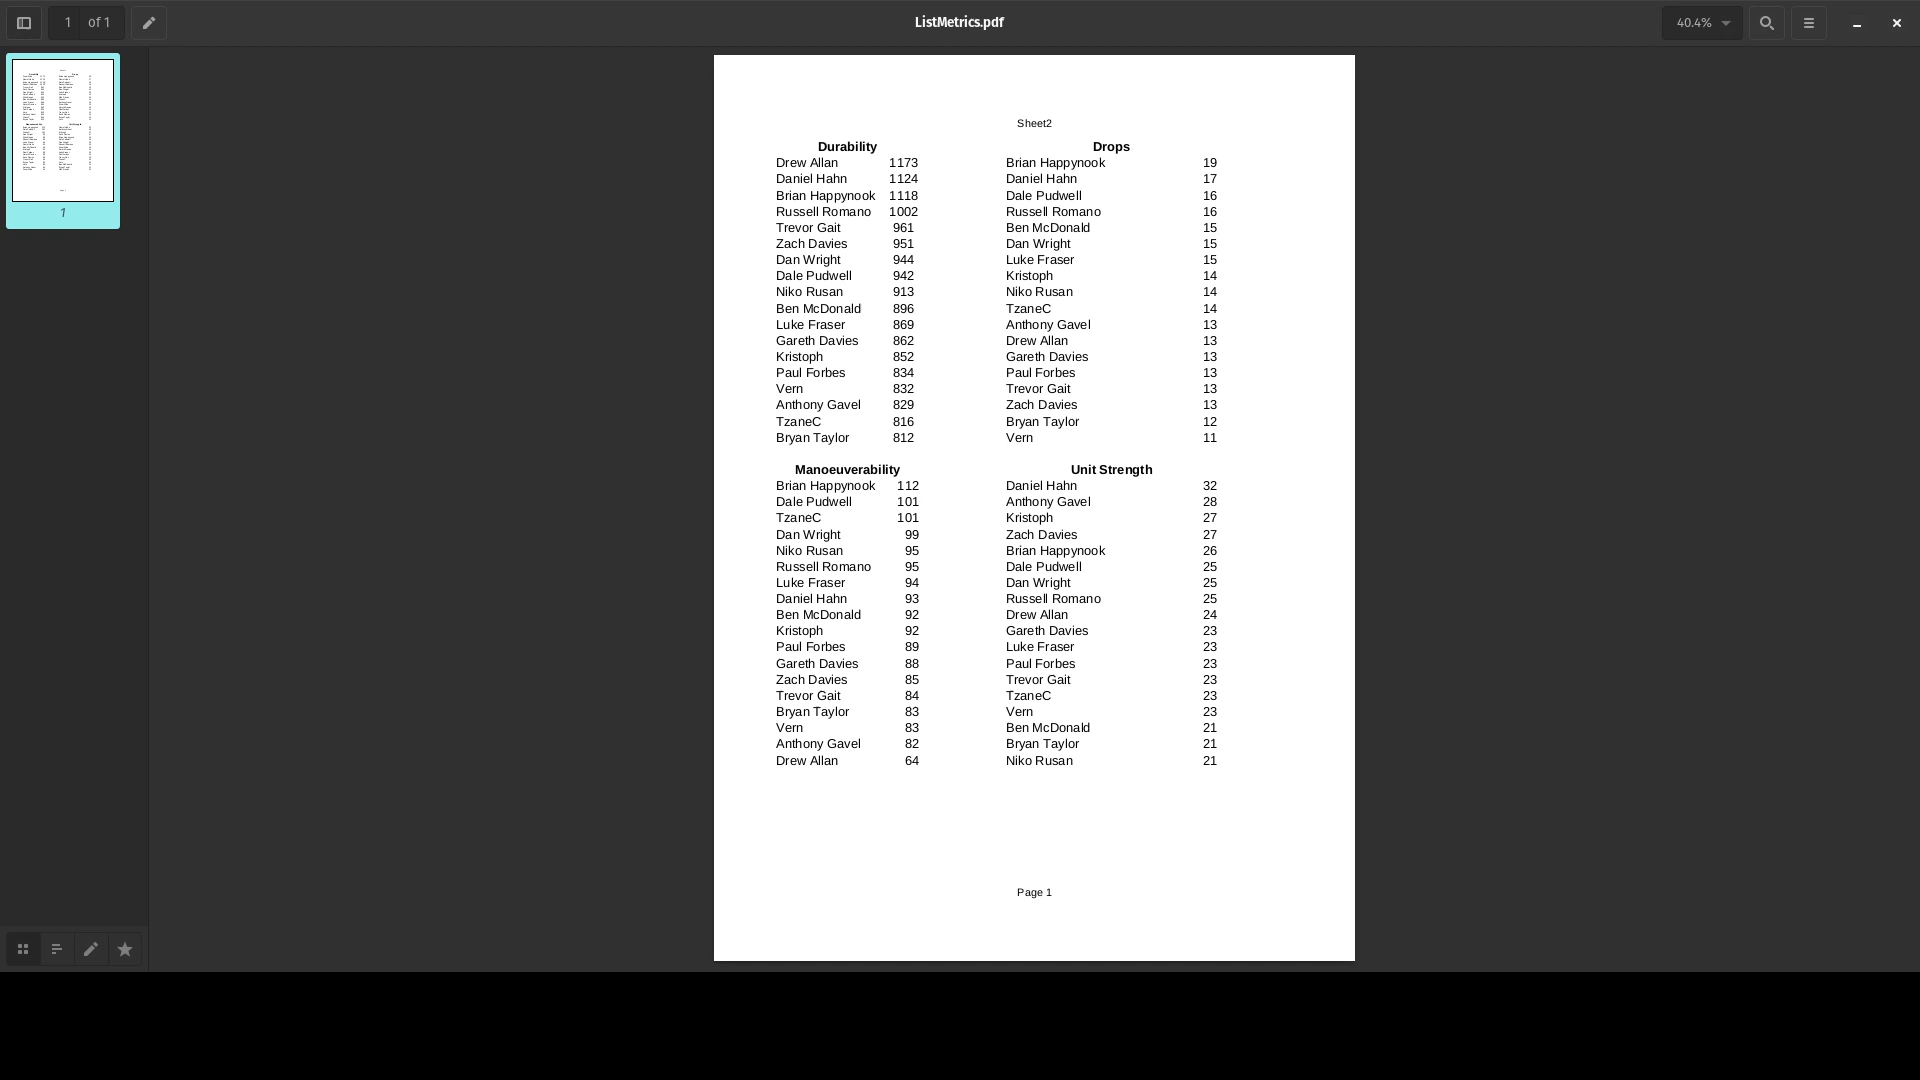 1 of 1
ListMetrics.pdf
40.4%
1
Sheet2
Durability Drops
Drew Allan 1173 Brian Happynook 19
Daniel Hahn 1124 Daniel Hahn 17
Brian Happynook 1118 Dale Pudwell 16
Russell Romano 1002 Russell Romano 16
Trevor Gait 961 Ben McDonald 15
Zach Davies 951 Dan Wright 15
Dan Wright 944 Luke Fraser 15
Dale Pudwell 942 Kristoph 14
Niko Rusan 913 Niko Rusan 14
Ben McDonald 896 TzaneC 14
Luke Fraser 869 Anthony Gavel 13
Gareth Davies 862 Drew Allan 13
Kristoph 852 Gareth Davies 13
Paul Forbes 834 Paul Forbes 13
Vern 832 Trevor Gait 13
Anthony Gavel 829 Zach Davies 13
TzaneC 816 Bryan Taylor 12
Bryan Taylor 812 Vern 11
Manoeuverability Unit Strength
Brian Happynook 112 Daniel Hahn 32
Dale Pudwell 101 Anthony Gavel 28
TzaneC 101 Kristoph 27
Dan Wright 99 Zach Davies 27
Niko Rusan 95 Brian Happynook 26
Russell Romano 95 Dale Pudwell 25
Luke Fraser 94 Dan Wright 25
Daniel Hahn 93 Russell Romano 25
Ben McDonald 92 Drew Allan 24
Kristoph 92 Gareth Davies 23
Paul Forbes 89 Luke Fraser 23
Gareth Davies 88 Paul Forbes 23
Zach Davies 85 Trevor Gait 23
Trevor Gait 84 TzaneC 23
Bryan Taylor 83 Vern 23
Vern 83 Ben McDonald 21
Anthony Gavel 82 Bryan Taylor 21
Drew Allan 64 Niko Rusan 21
Page 1